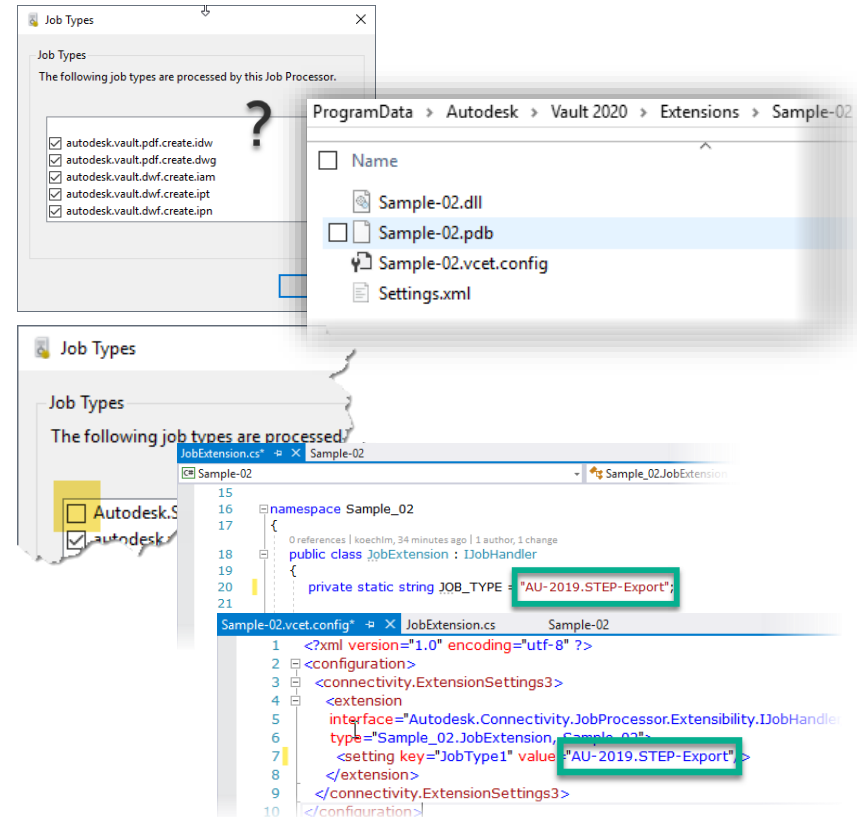 Job Types
Job Types
The following job types are processed by this Job Processor.
autodesk.vault.pdf.create.idw
autodesk.vault.pdf.create.dwg
autodesk.vault.dwf.create.iam
autodesk.vault.dwf.create.ipt
autodesk.vault.dwf.create.ipn
?
ProgramData > Autodesk > Vault 2020 > Extensions > Sample-02
Name
Sample-02.dll
Sample-02.pdb
Sample-02.vcet.config
Settings.xml
Job Types
Job Types
The following job types are processed
Autodesk.S
autodesk.
JobExtension.cs* Sample-02
Sample-02 Sample_02.JobExtension
15
16 namespace Sample_02
17 {
0 references | koechlm, 34 minutes ago | 1 author, 1 change
18 public class JobExtension : IJobHandler
19 {
20 private static string JOB_TYPE = "AU-2019.STEP-Export";
21
Sample-02.vcet.config* JobExtension.cs Sample-02
1 <?xml version="1.0" encoding="utf-8" ?>
2 <configuration>
3 <connectivity.ExtensionSettings3>
4 <extension
5 interface="Autodesk.Connectivity.JobProcessor.Extensibility.IJobHandler
6 type="Sample_02.JobExtension, Sample_02">
7 <setting key="JobType1" value="AU-2019.STEP-Export"/>
8 </extension>
9 </connectivity.ExtensionSettings3>
10 </configuration>